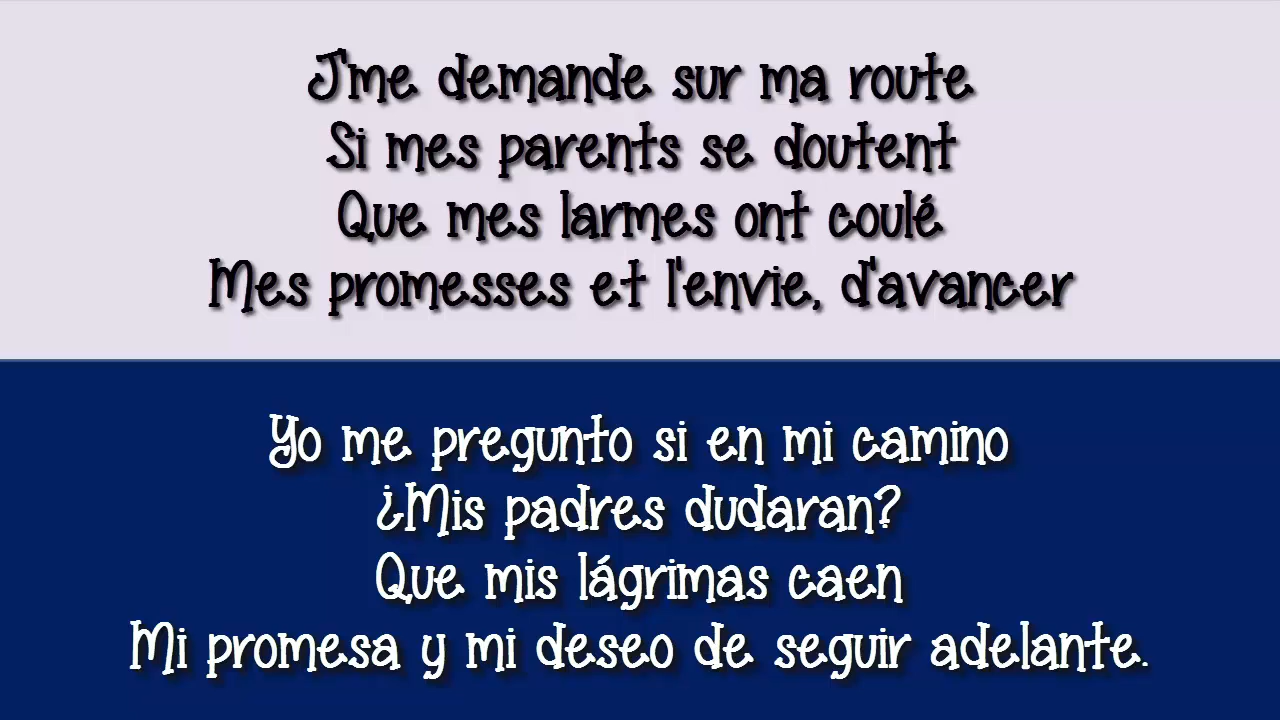 J'me demande sur ma route
Si mes parents se doutent
Que mes larmes ont coulé
Mes promesses et l'envie, d'avancer
Yo me pregunto si en mi camino
¿Mis padres dudaran?
Que mis lágrimas caen
Mi promesa y mi deseo de seguir adelante.